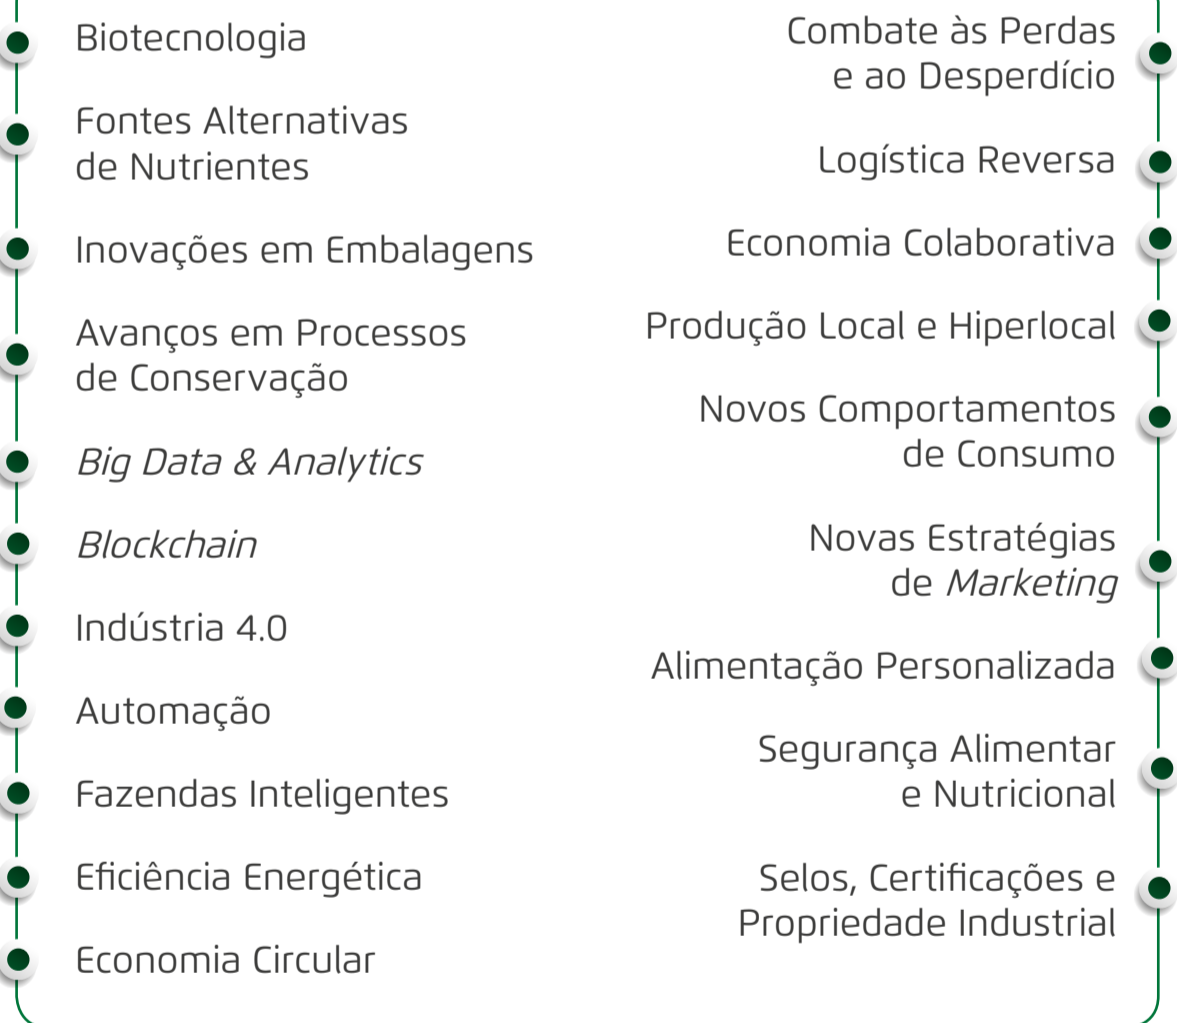 Biotecnologia
Fontes Alternativas
de Nutrientes
Inovações em Embalagens
Avanços em Processos
de Conservação
Big Data & Analytics
Blockchain
Indústria 4.0
Automação
Fazendas Inteligentes
Eficiência Energética
Economia Circular
Combate às Perdas
e ao Desperdício
Logística Reversa
Economia Colaborativa
Produção Local e Hiperlocal
Novos Comportamentos
de Consumo
Novas Estratégias
de Marketing
Alimentação Personalizada
Segurança Alimentar
e Nutricional
Selos, Certificações e
Propriedade Industrial